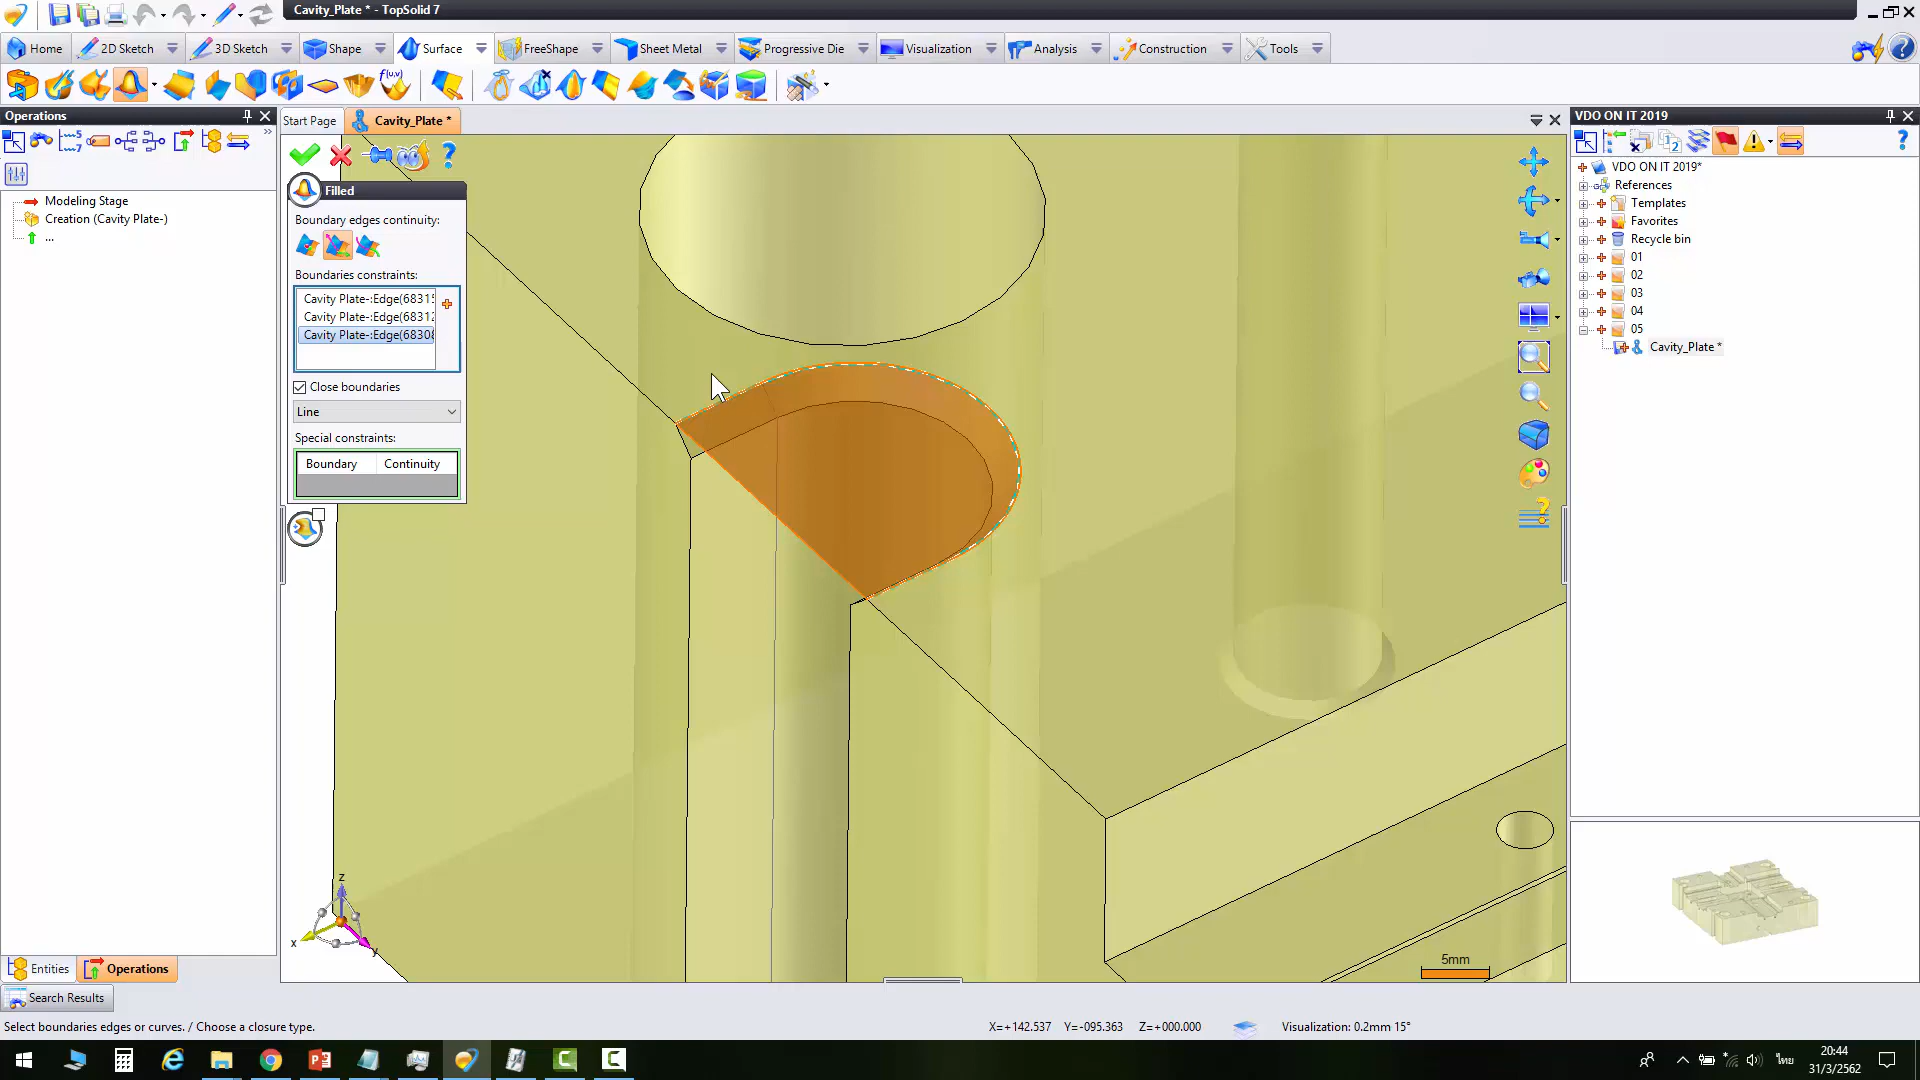 Cavity_Plate * - TopSolid 7
Home 2D Sketch 3D Sketch Shape Surface FreeShape Sheet Metal Progressive Die Visualization Analysis Construction Tools
Operations
Start Page Cavity_Plate *
VDO ON IT 2019
Modeling Stage
Creation (Cavity Plate-)
...
Filled
Boundary edges continuity:
Boundaries constraints:
Cavity Plate-:Edge(68315
Cavity Plate-:Edge(68312
Cavity Plate-:Edge(68308
Close boundaries
Line
Special constraints:
Boundary Continuity
VDO ON IT 2019*
References
Templates
Favorites
Recycle bin
01
02
03
04
05
Cavity_Plate *
z
x
y
5mm
Entities Operations
Search Results
Select boundaries edges or curves. / Choose a closure type.
X=+142.537 Y=-095.363 Z=+000.000
Visualization: 0.2mm 15°
ไทย
20:44
31/3/2562